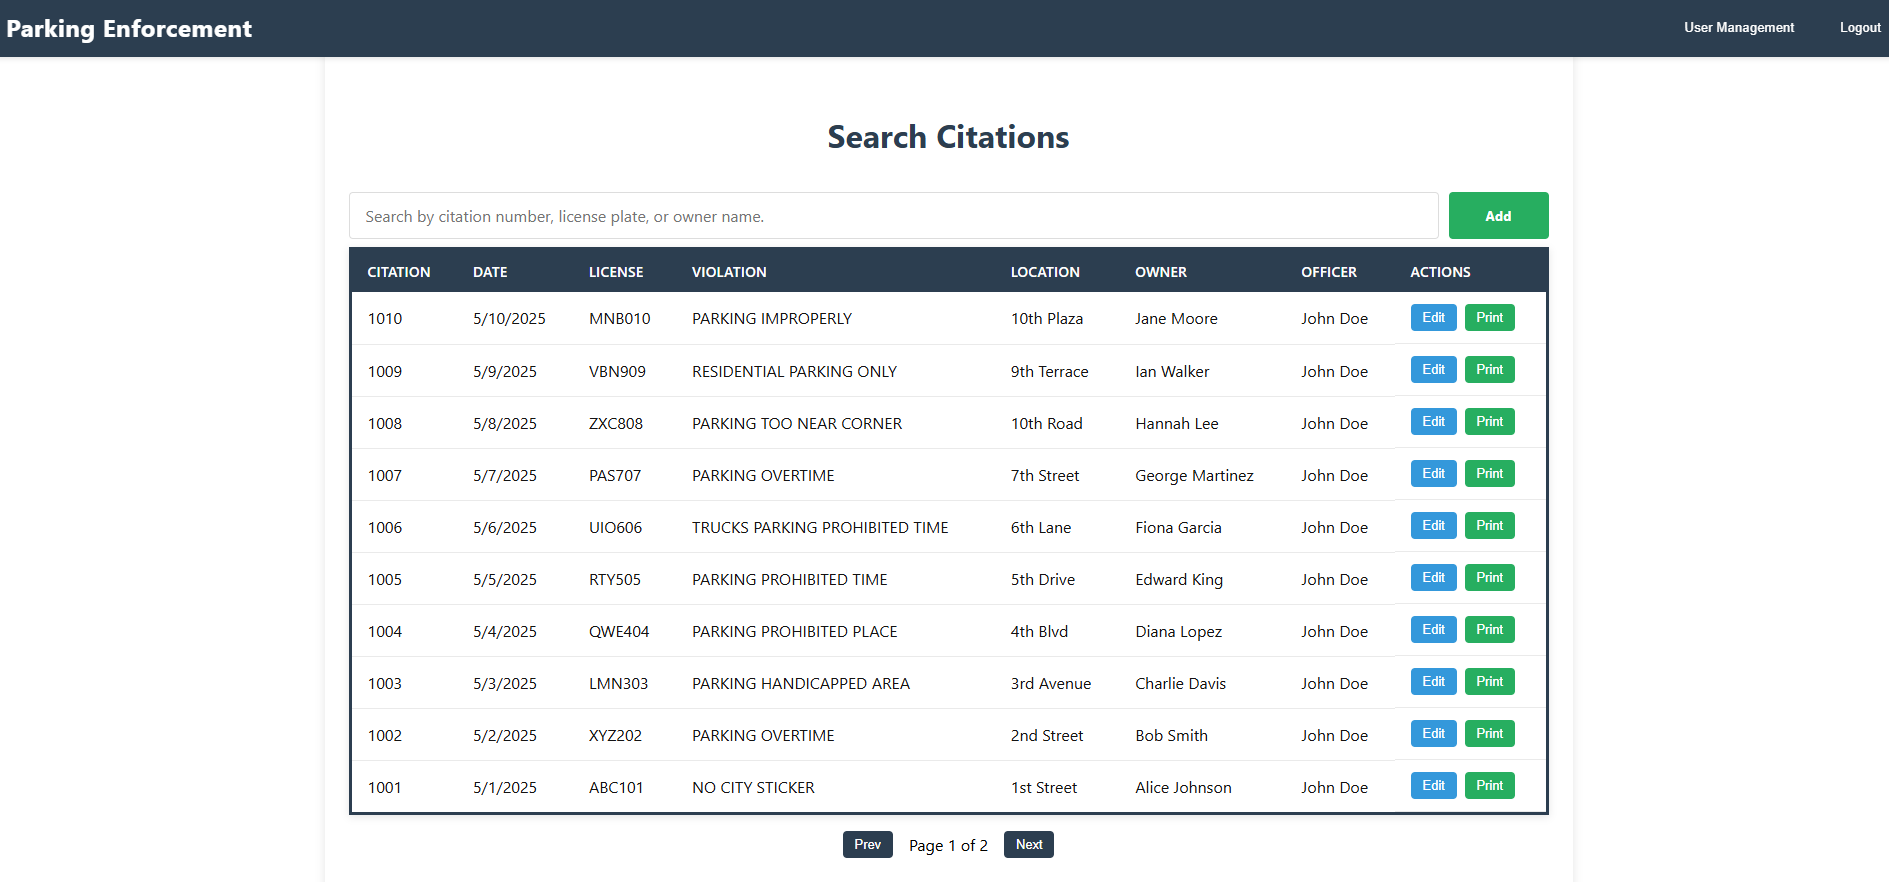 Parking Enforcement User Management Logout
Search Citations
Search by citation number, license plate, or owner name. Add
CITATION DATE LICENSE VIOLATION LOCATION OWNER OFFICER ACTIONS
1010 5/10/2025 MNB010 PARKING IMPROPERLY 10th Plaza Jane Moore John Doe Edit Print
1009 5/9/2025 VBN909 RESIDENTIAL PARKING ONLY 9th Terrace Ian Walker John Doe Edit Print
1008 5/8/2025 ZXC808 PARKING TOO NEAR CORNER 10th Road Hannah Lee John Doe Edit Print
1007 5/7/2025 PAS707 PARKING OVERTIME 7th Street George Martinez John Doe Edit Print
1006 5/6/2025 UIO606 TRUCKS PARKING PROHIBITED TIME 6th Lane Fiona Garcia John Doe Edit Print
1005 5/5/2025 RTY505 PARKING PROHIBITED TIME 5th Drive Edward King John Doe Edit Print
1004 5/4/2025 QWE404 PARKING PROHIBITED PLACE 4th Blvd Diana Lopez John Doe Edit Print
1003 5/3/2025 LMN303 PARKING HANDICAPPED AREA 3rd Avenue Charlie Davis John Doe Edit Print
1002 5/2/2025 XYZ202 PARKING OVERTIME 2nd Street Bob Smith John Doe Edit Print
1001 5/1/2025 ABC101 NO CITY STICKER 1st Street Alice Johnson John Doe Edit Print
Prev Page 1 of 2 Next